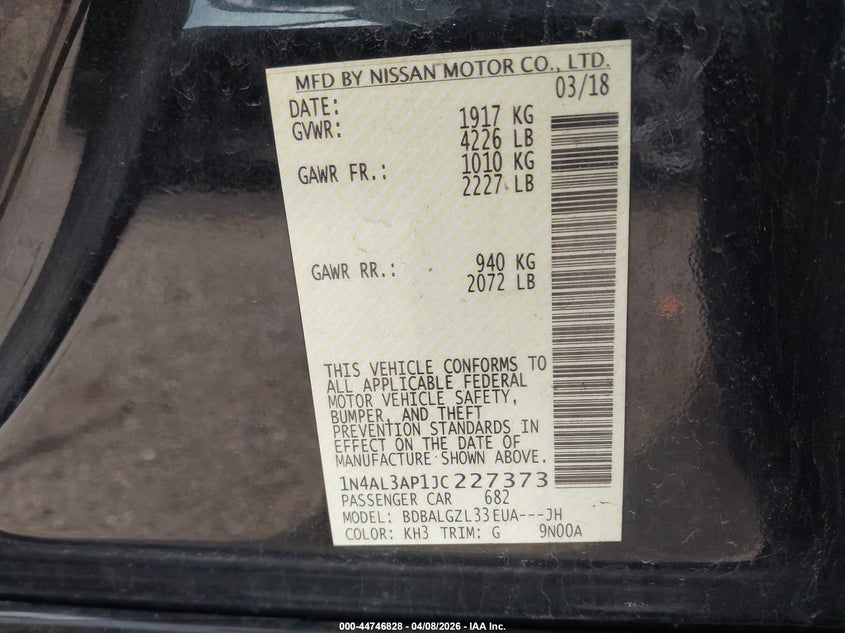 MFD BY NISSAN MOTOR CO., LTD.
DATE: 03/18
GVWR: 1917 KG
4226 LB
GAWR FR.: 1010 KG
2227 LB
GAWR RR.: 940 KG
2072 LB
THIS VEHICLE CONFORMS TO
ALL APPLICABLE FEDERAL
MOTOR VEHICLE SAFETY,
BUMPER, AND THEFT
PREVENTION STANDARDS IN
EFFECT ON THE DATE OF
MANUFACTURE SHOWN ABOVE.
1N4AL3AP1JC227373
PASSENGER CAR 682
MODEL: BDBALGZL33EUA---JH
COLOR: KH3 TRIM: G 9N00A
000-44746828 - 04/08/2026 - IAA Inc.